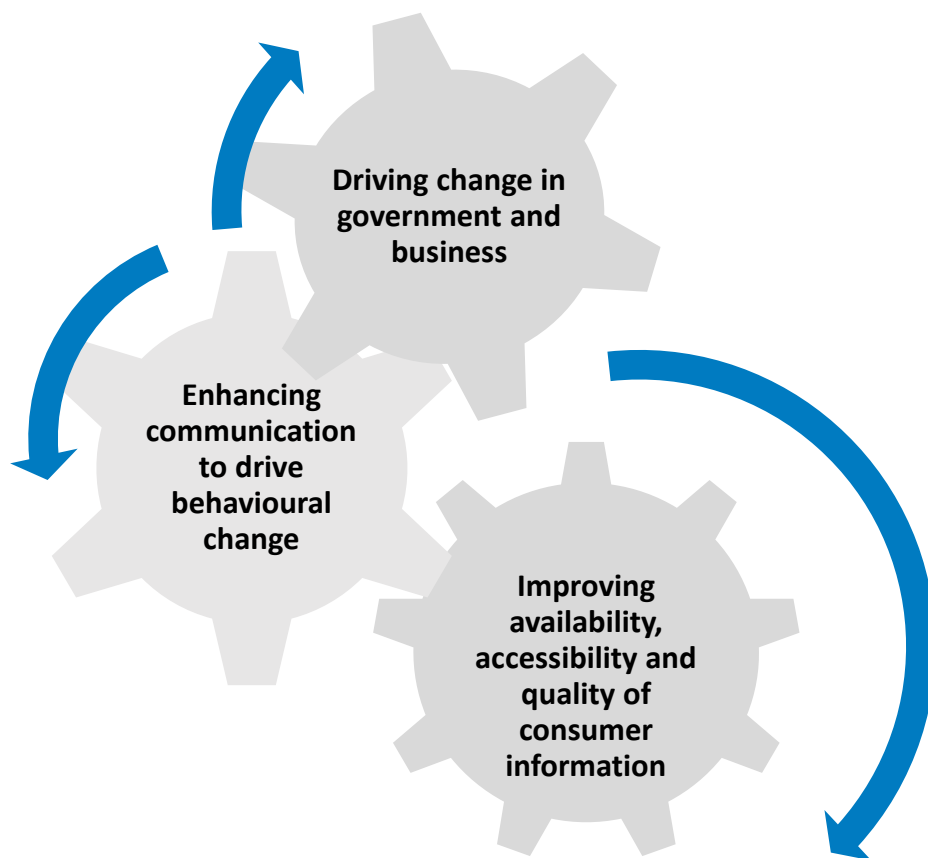 Driving change in
government and
business
Enhancing
communication
to drive
behavioural
change
Improving
availability,
accessibility and
quality of
consumer
information